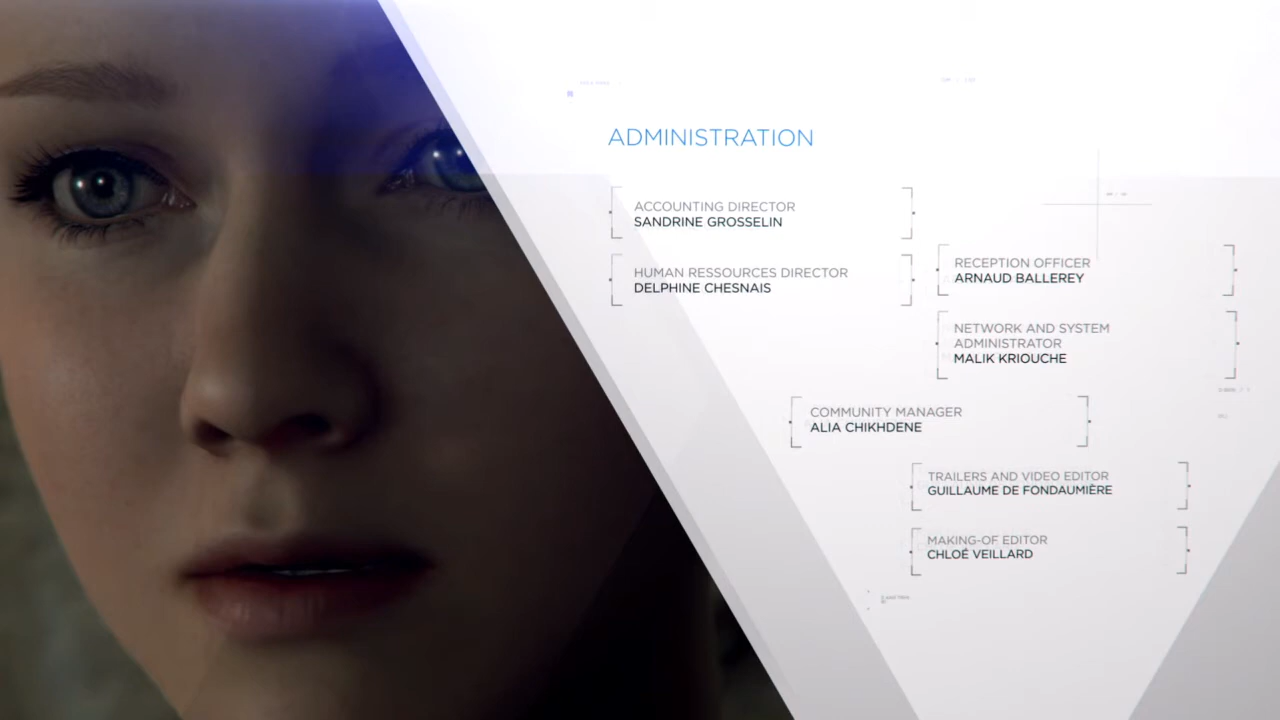 ADMINISTRATION
ACCOUNTING DIRECTOR
SANDRINE GROSSELIN
HUMAN RESSOURCES DIRECTOR
DELPHINE CHESNAIS
RECEPTION OFFICER
ARNAUD BALLEREY
NETWORK AND SYSTEM
ADMINISTRATOR
MALIK KRIOUCHE
COMMUNITY MANAGER
ALIA CHIKHDENE
TRAILERS AND VIDEO EDITOR
GUILLAUME DE FONDAUMIÈRE
MAKING-OF EDITOR
CHLOÉ VEILLARD